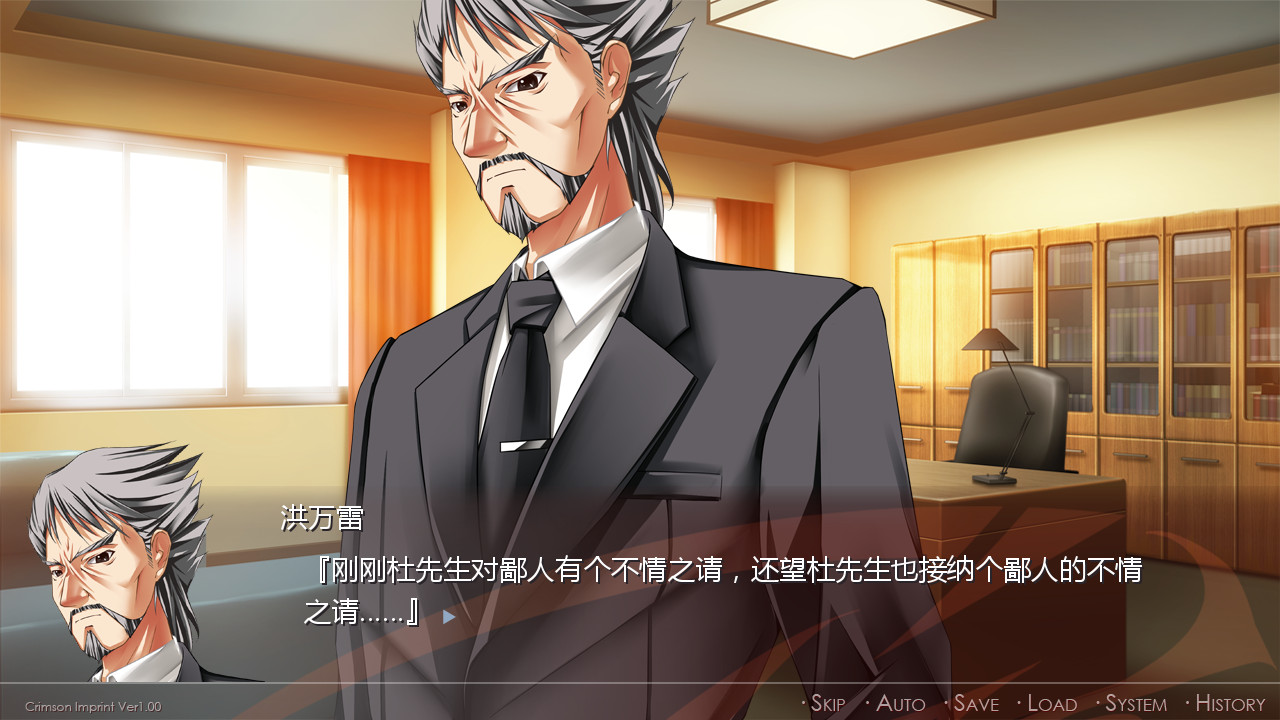 洪万雷
『刚刚杜先生对鄙人有个不情之请，还望杜先生也接纳个鄙人的不情
之请……』
Crimson Imprint Ver1.00
·Skip ·Auto ·Save ·Load ·System ·History